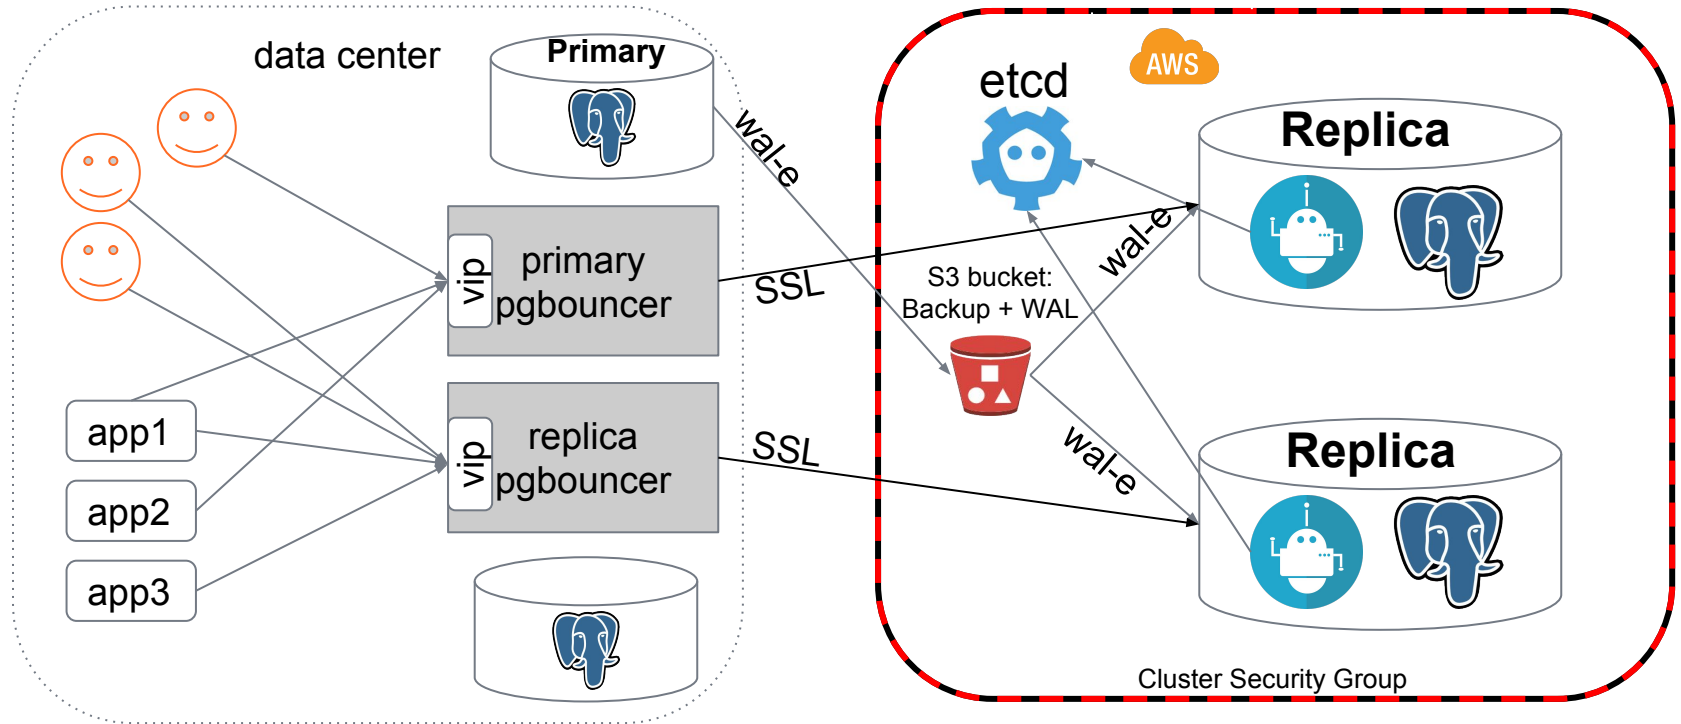 data center
Primary
wal-e
vip
primary
pgbouncer
SSL
vip
replica
pgbouncer
SSL
app1
app2
app3
etcd
AWS
Replica
wal-e
S3 bucket:
Backup + WAL
wal-e
Replica
Cluster Security Group